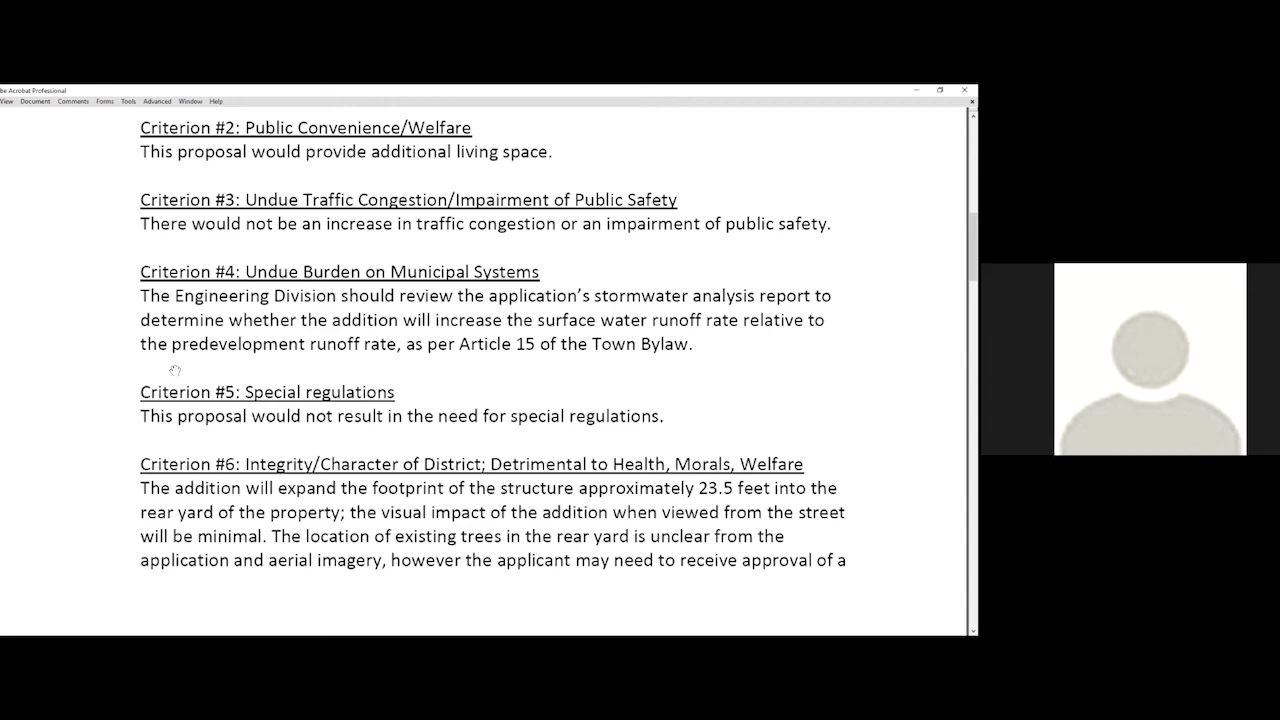 be Acrobat Professional
View Document Comments Forms Tools Advanced Window Help
Criterion #2: Public Convenience/Welfare
This proposal would provide additional living space.
Criterion #3: Undue Traffic Congestion/Impairment of Public Safety
There would not be an increase in traffic congestion or an impairment of public safety.
Criterion #4: Undue Burden on Municipal Systems
The Engineering Division should review the application’s stormwater analysis report to
determine whether the addition will increase the surface water runoff rate relative to
the predevelopment runoff rate, as per Article 15 of the Town Bylaw.
Criterion #5: Special regulations
This proposal would not result in the need for special regulations.
Criterion #6: Integrity/Character of District; Detrimental to Health, Morals, Welfare
The addition will expand the footprint of the structure approximately 23.5 feet into the
rear yard of the property; the visual impact of the addition when viewed from the street
will be minimal. The location of existing trees in the rear yard is unclear from the
application and aerial imagery, however the applicant may need to receive approval of a